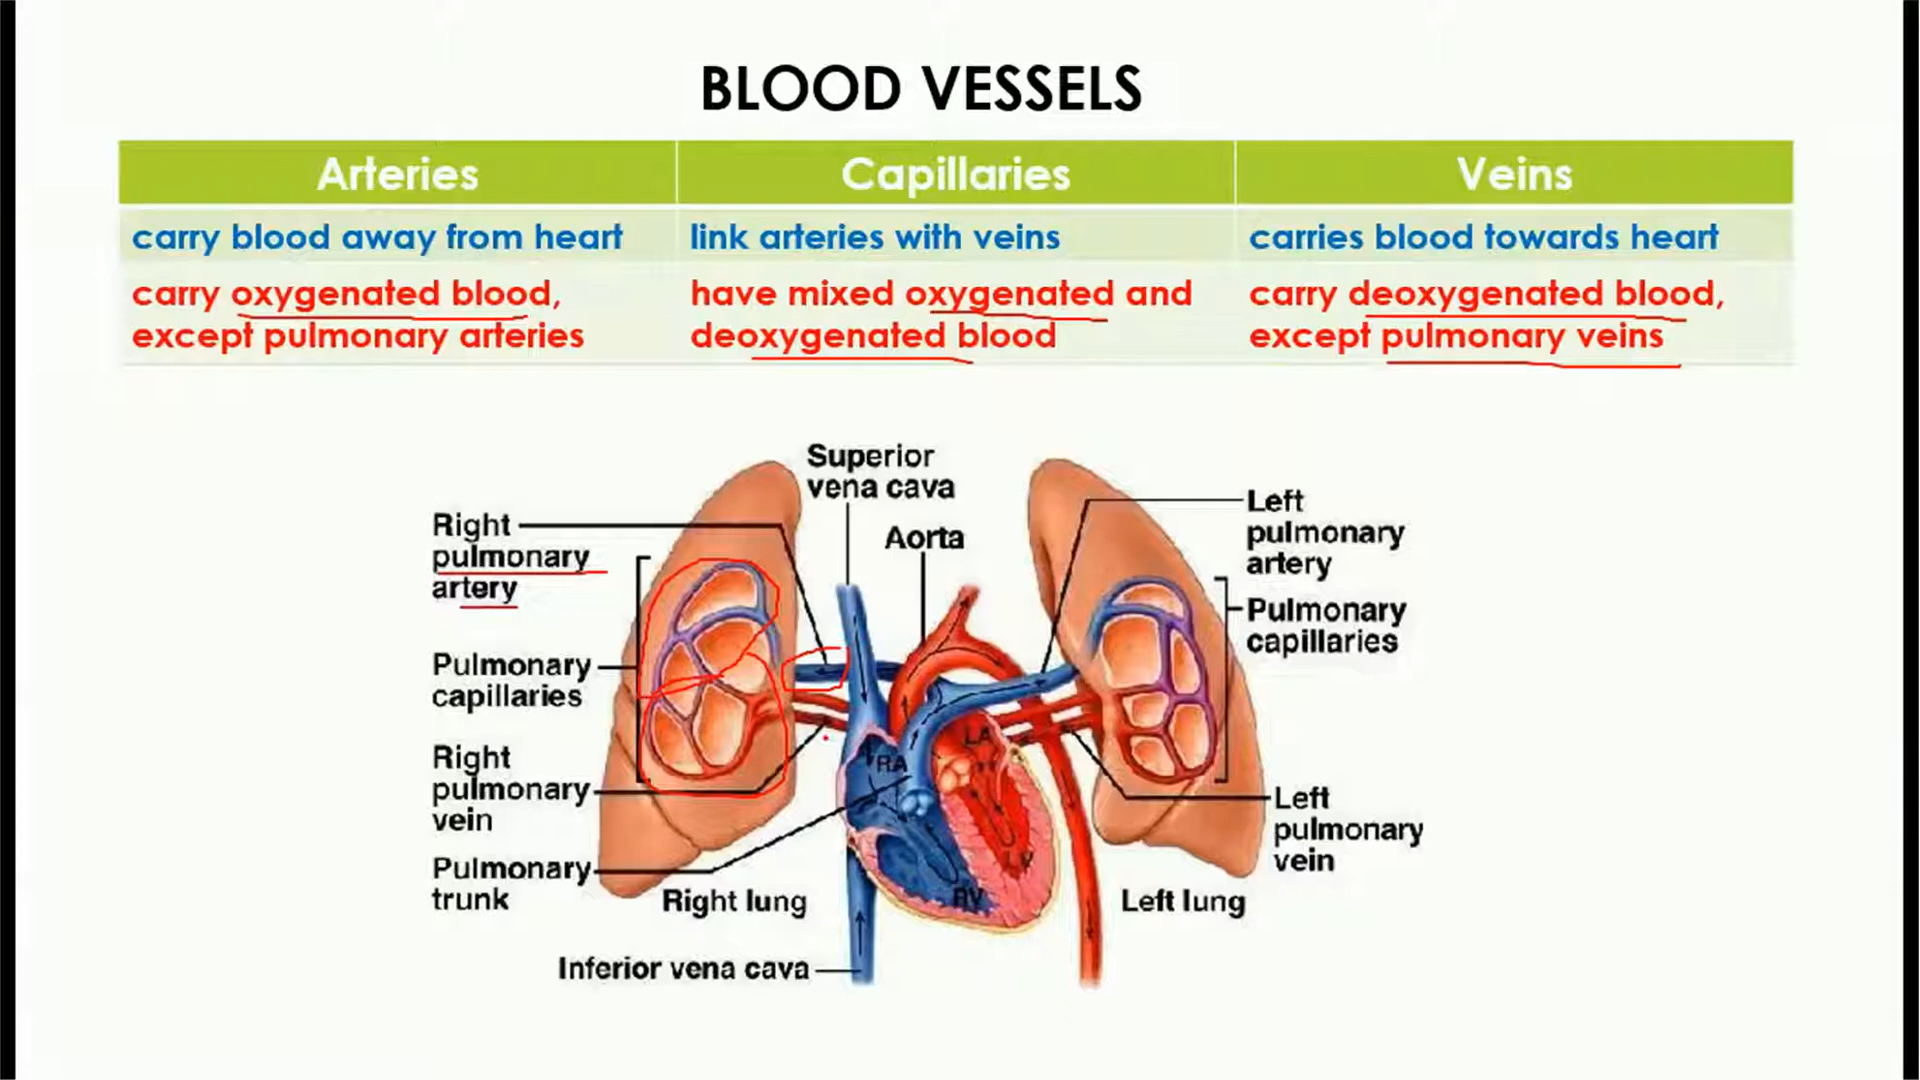 BLOOD VESSELS
Arteries
Capillaries
Veins
carry blood away from heart
link arteries with veins
carries blood towards heart
carry oxygenated blood,
except pulmonary arteries
have mixed oxygenated and
deoxygenated blood
carry deoxygenated blood,
except pulmonary veins
Superior
vena cava
Aorta
Right
pulmonary
artery
Pulmonary
capillaries
Right
pulmonary
vein
Pulmonary
trunk
Right lung
Inferior vena cava
Left
pulmonary
artery
Pulmonary
capillaries
Left
pulmonary
vein
Left lung
RA
LA
RV
LV